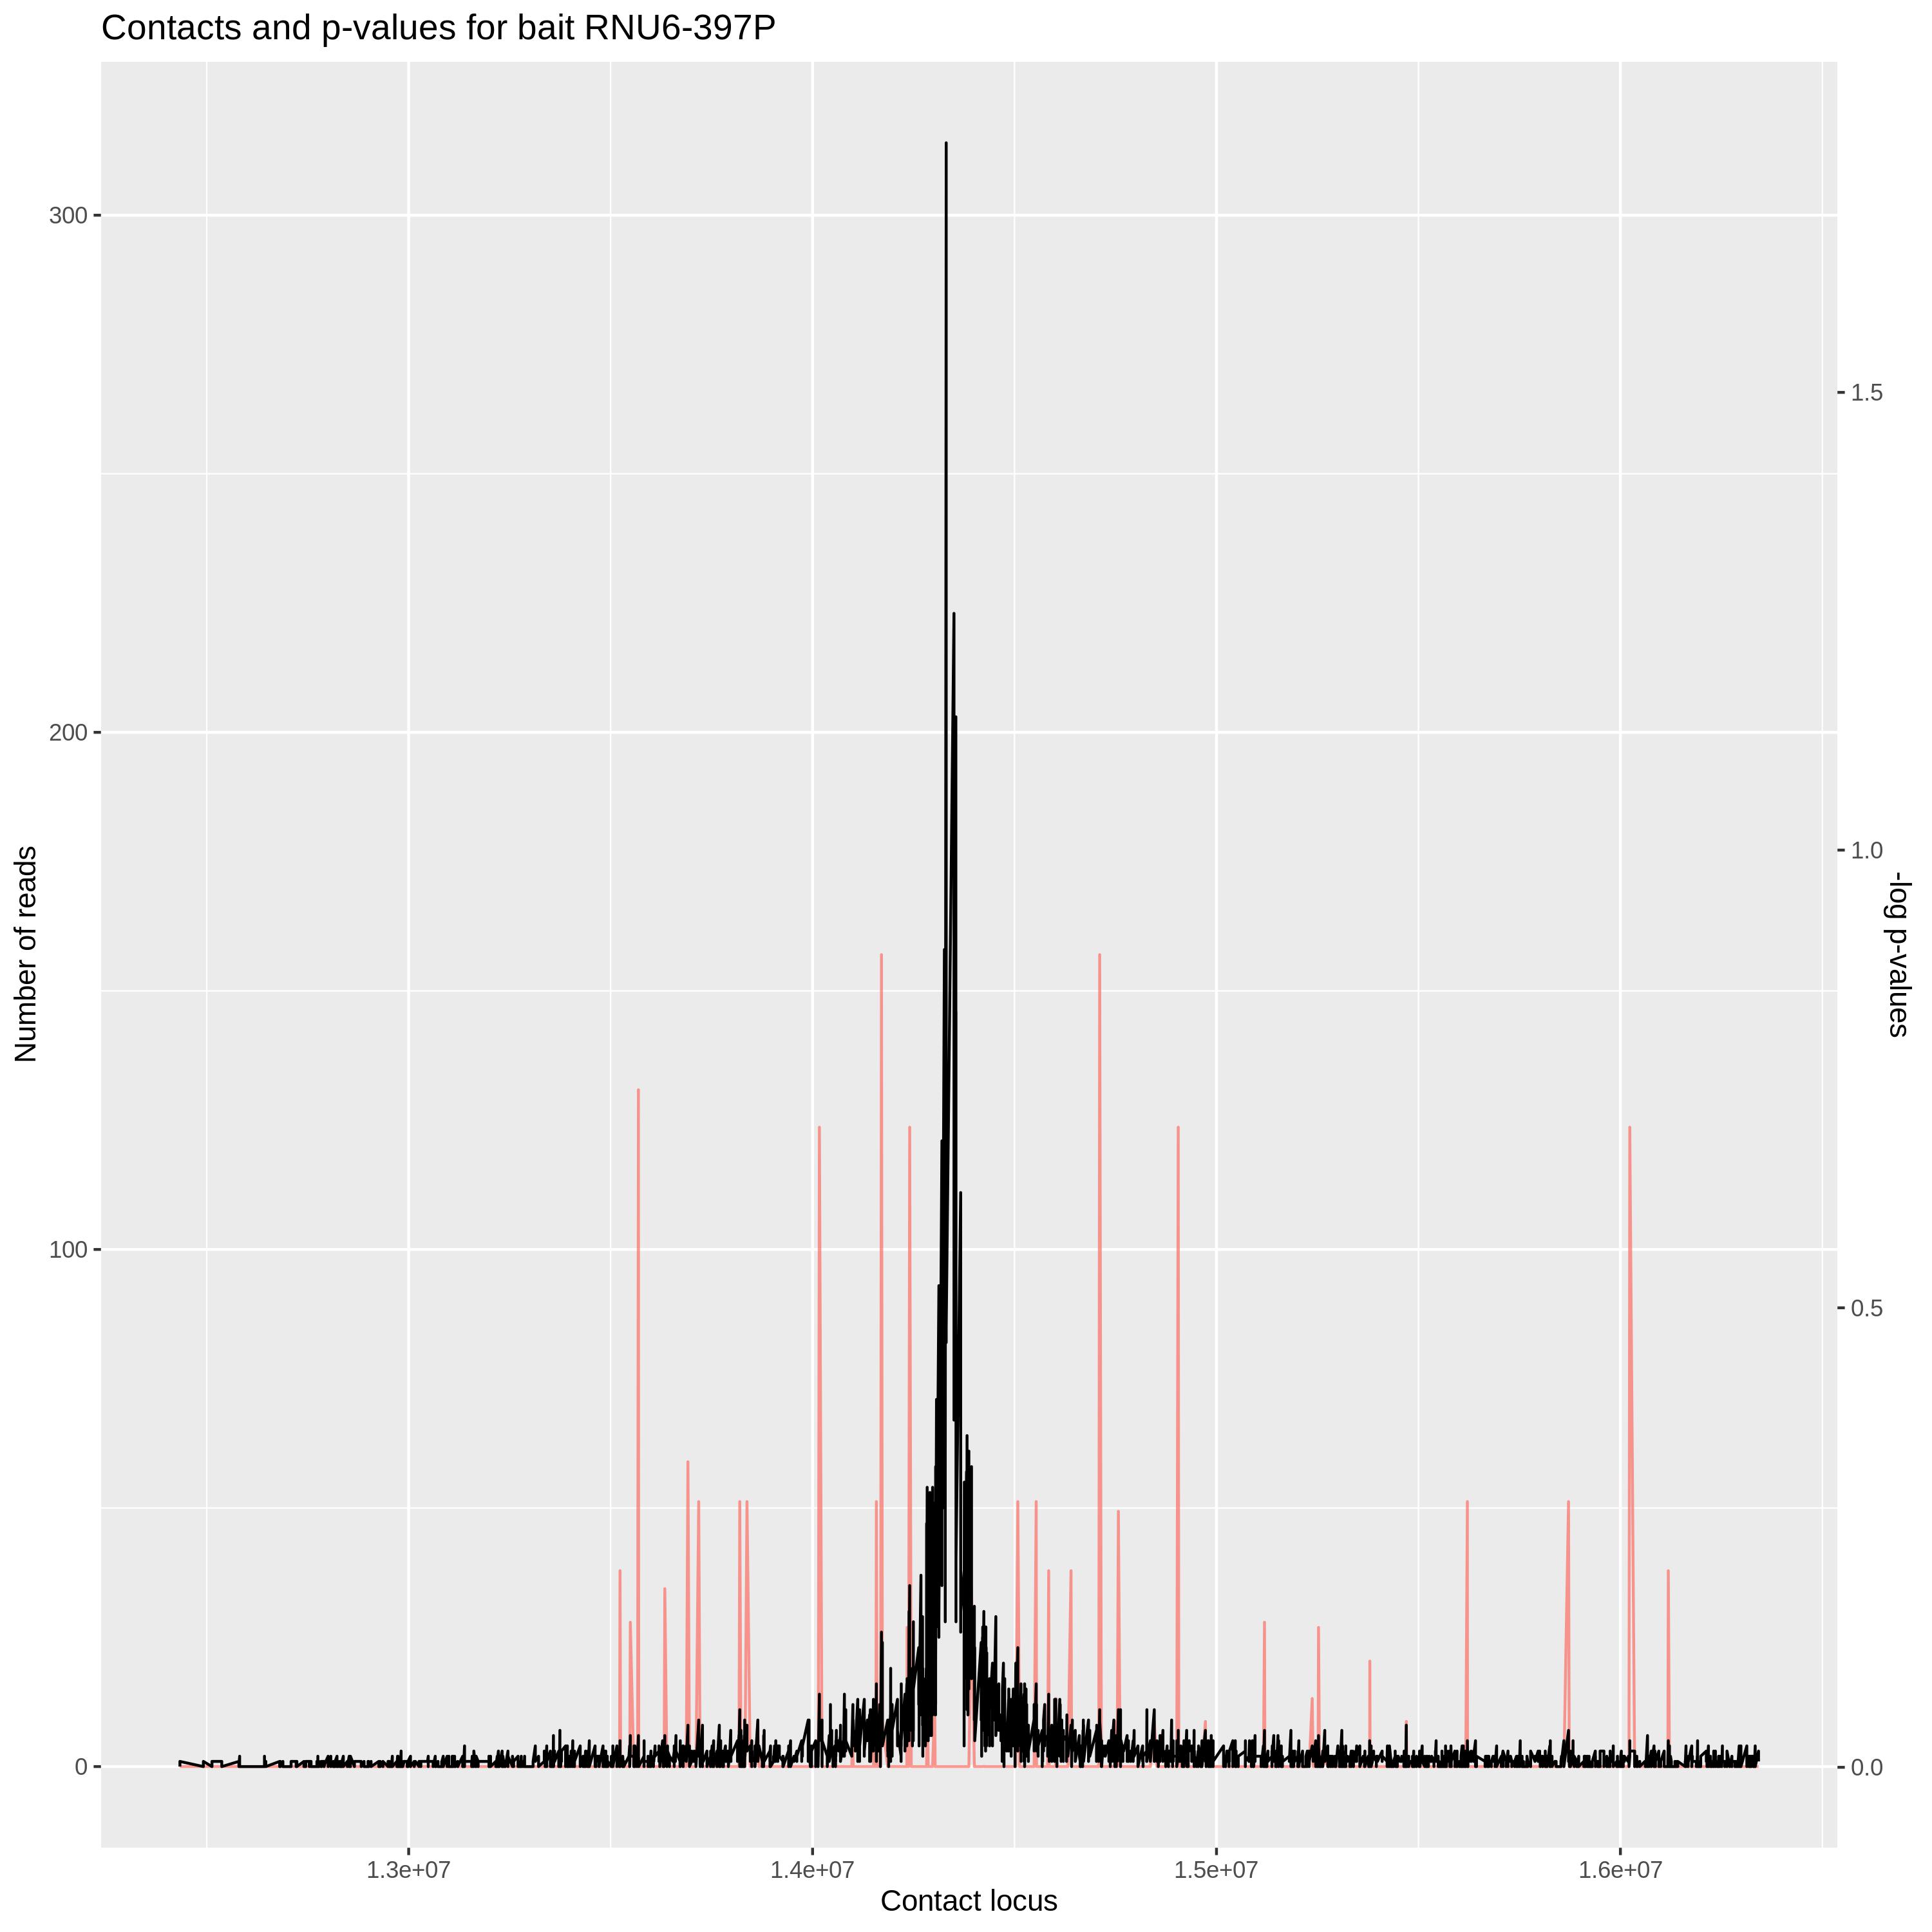 Contacts and p-values for bait RNU6-397P
300
200
100
0
Number of reads
1.5
1.0
0.5
0.0
-log p-values
1.3e+07
1.4e+07
1.5e+07
1.6e+07
Contact locus